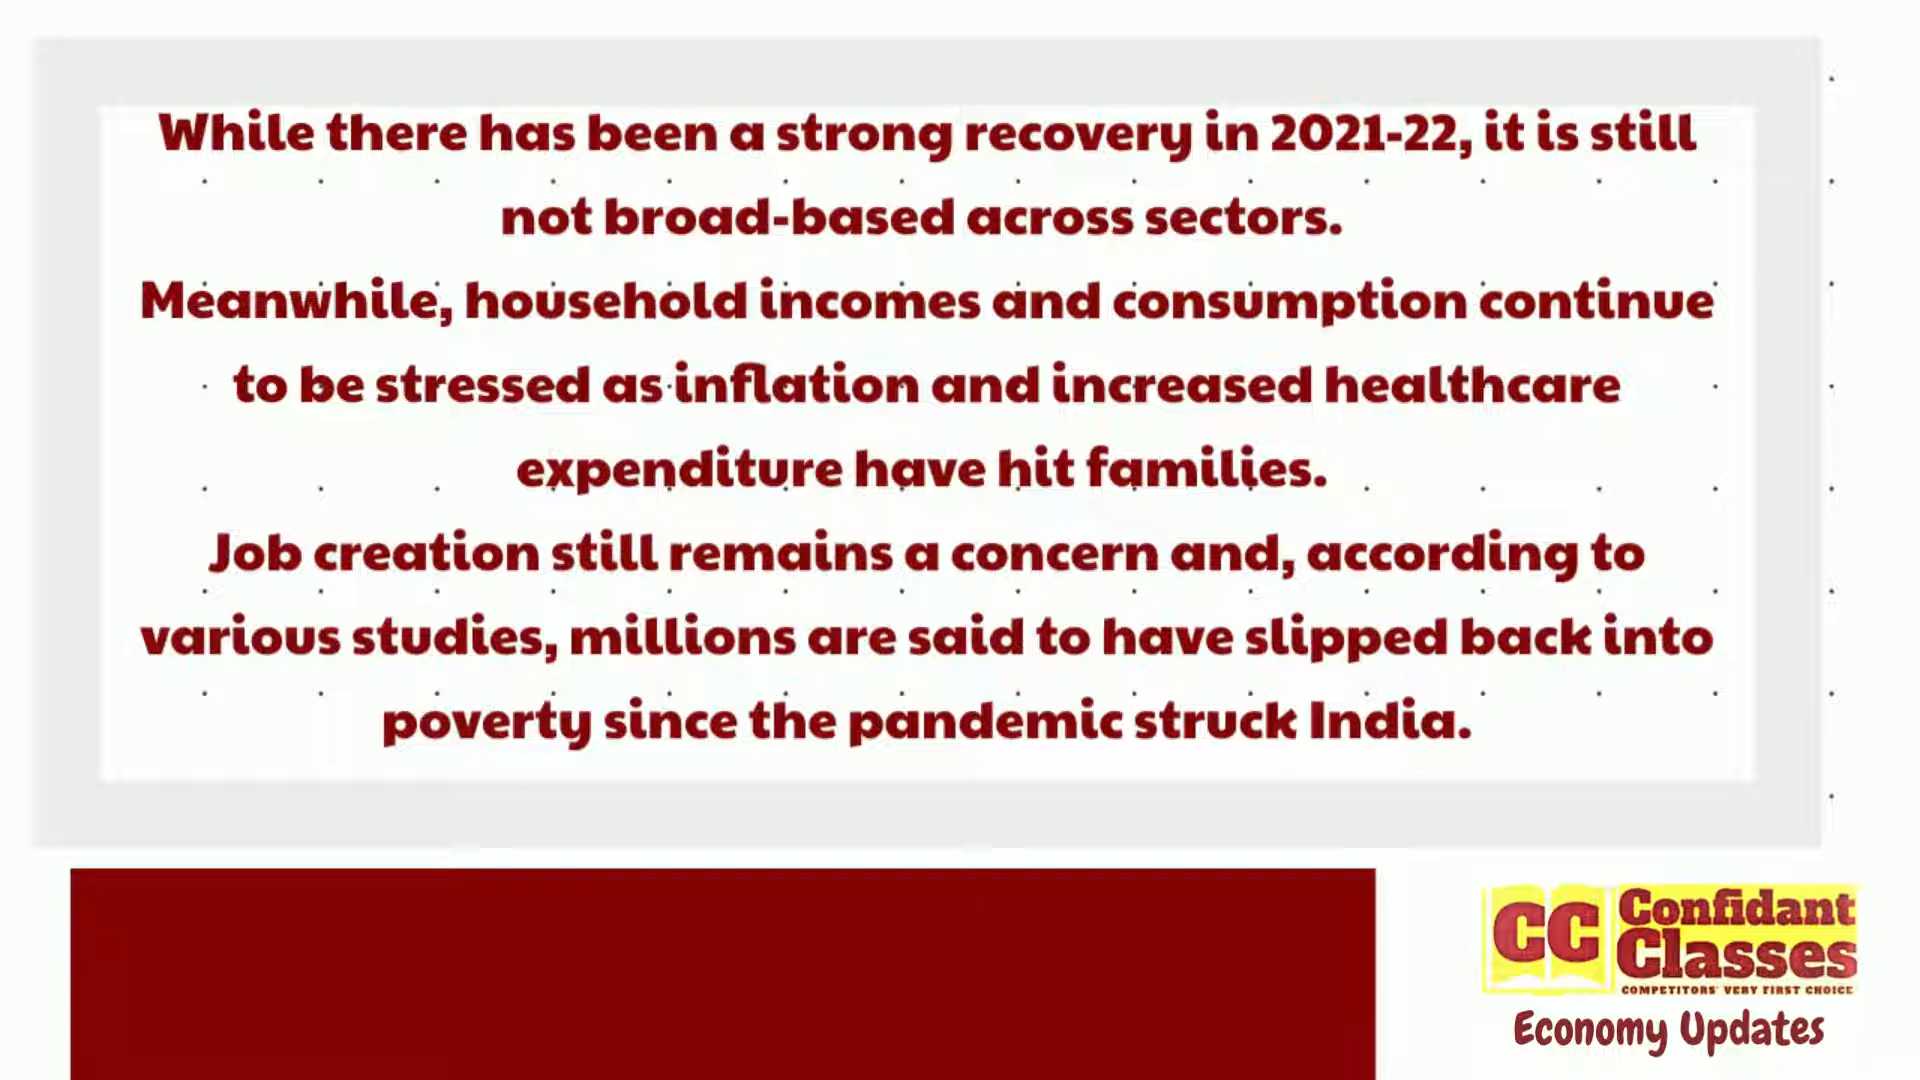 While there has been a strong recovery in 2021-22, it is still
not broad-based across sectors.
Meanwhile, household incomes and consumption continue
to be stressed as inflation and increased healthcare
expenditure have hit families.
Job creation still remains a concern and, according to
various studies, millions are said to have slipped back into
poverty since the pandemic struck India.
CC
Confidant
Classes
COMPETITORS' VERY FIRST CHOICE
Economy Updates